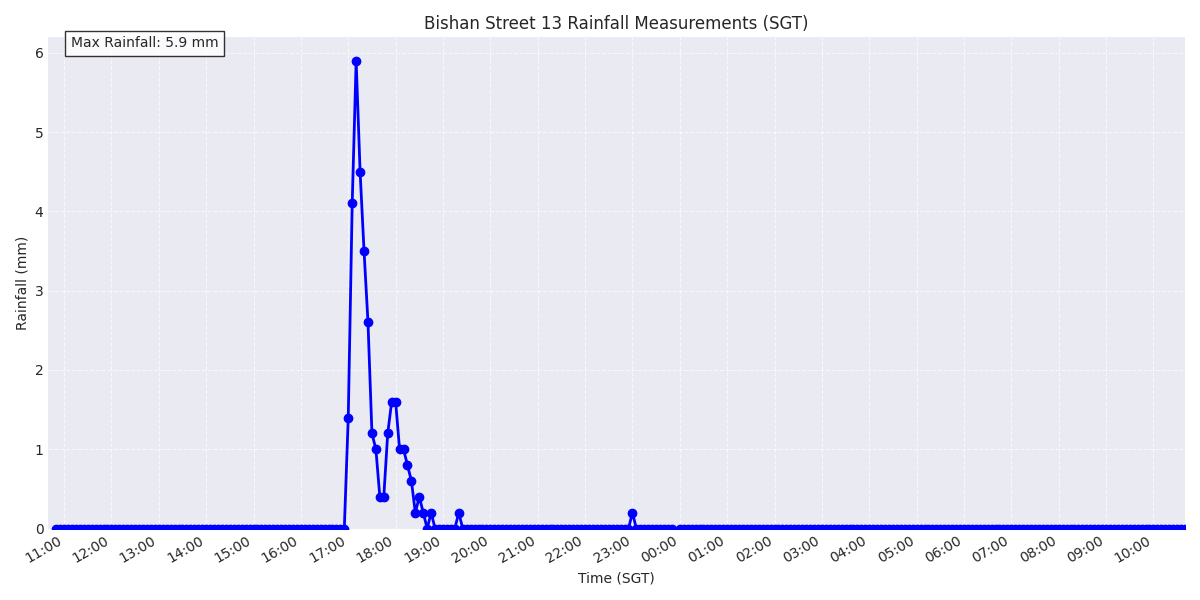 Bishan Street 13 Rainfall Measurements (SGT)
Max Rainfall: 5.9 mm
6
5
4
3
2
1
0
Rainfall (mm)
11:00 12:00 13:00 14:00 15:00 16:00 17:00 18:00 19:00 20:00 21:00 22:00 23:00 00:00 01:00 02:00 03:00 04:00 05:00 06:00 07:00 08:00 09:00 10:00
Time (SGT)